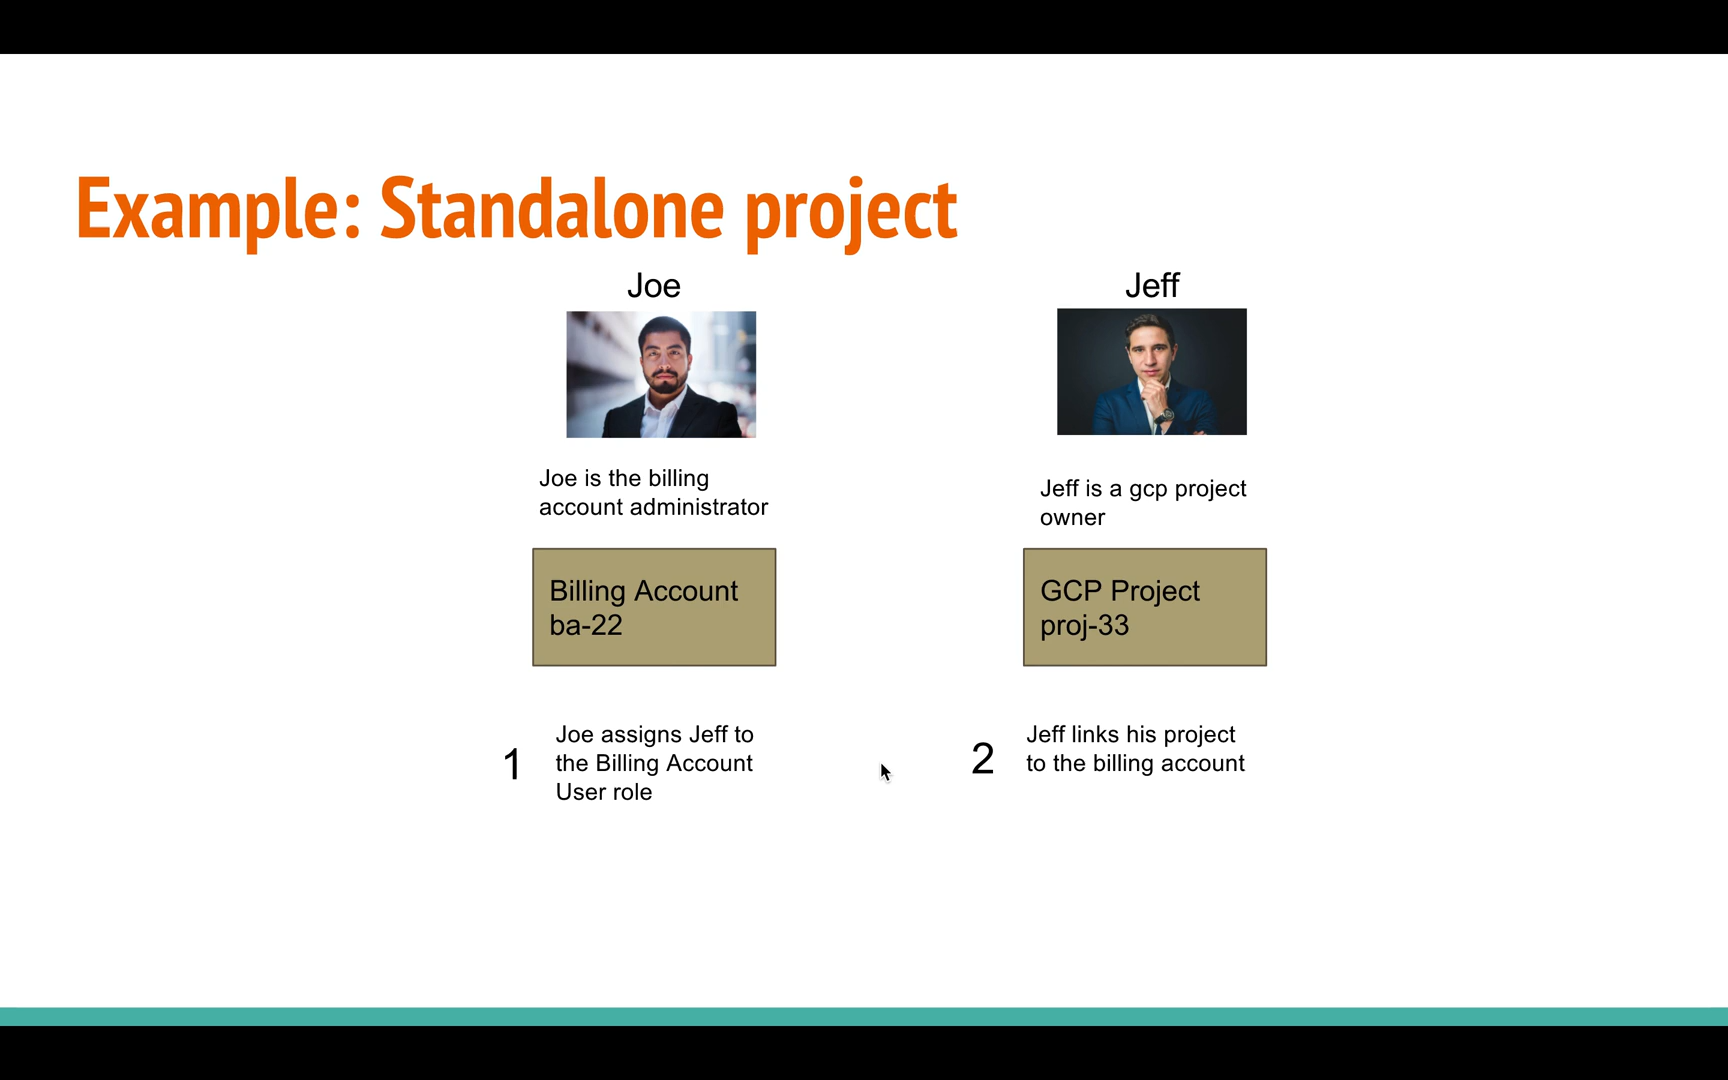 Example: Standalone project
Joe
Jeff
Joe is the billing
account administrator
Jeff is a gcp project
owner
Billing Account
ba-22
GCP Project
proj-33
1
Joe assigns Jeff to
the Billing Account
User role
2
Jeff links his project
to the billing account